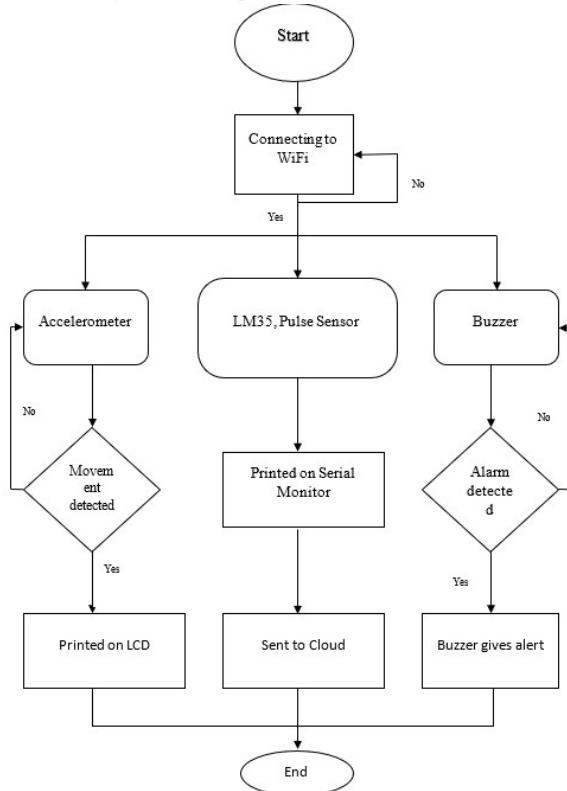 Start
Connecting to
WiFi
No
Yes
Accelerometer
LM35, Pulse Sensor
Buzzer
No
No
Movem
ent
detected
Printed on Serial
Monitor
Alarm
detecte
d
Yes
Yes
Printed on LCD
Sent to Cloud
Buzzer gives alert
End